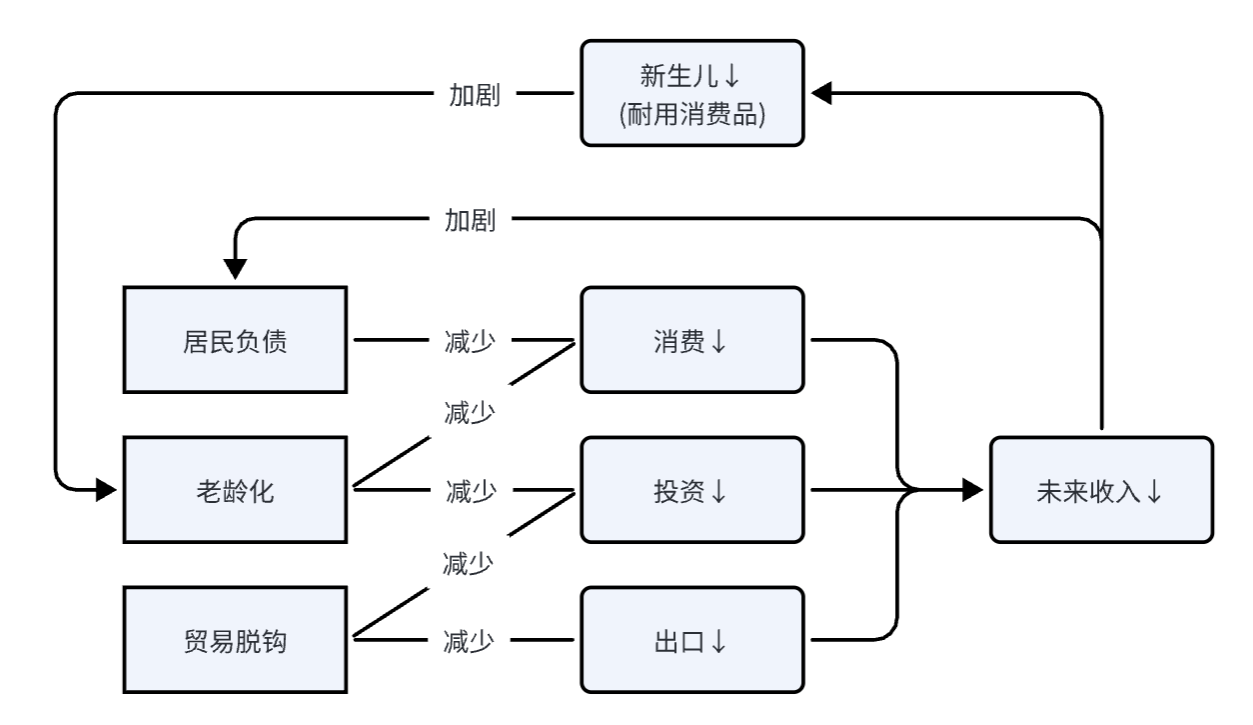 加剧
新生儿↓
(耐用消费品)
加剧
居民负债
减少
消费↓
减少
老龄化
减少
投资↓
未来收入↓
减少
贸易脱钩
减少
出口↓